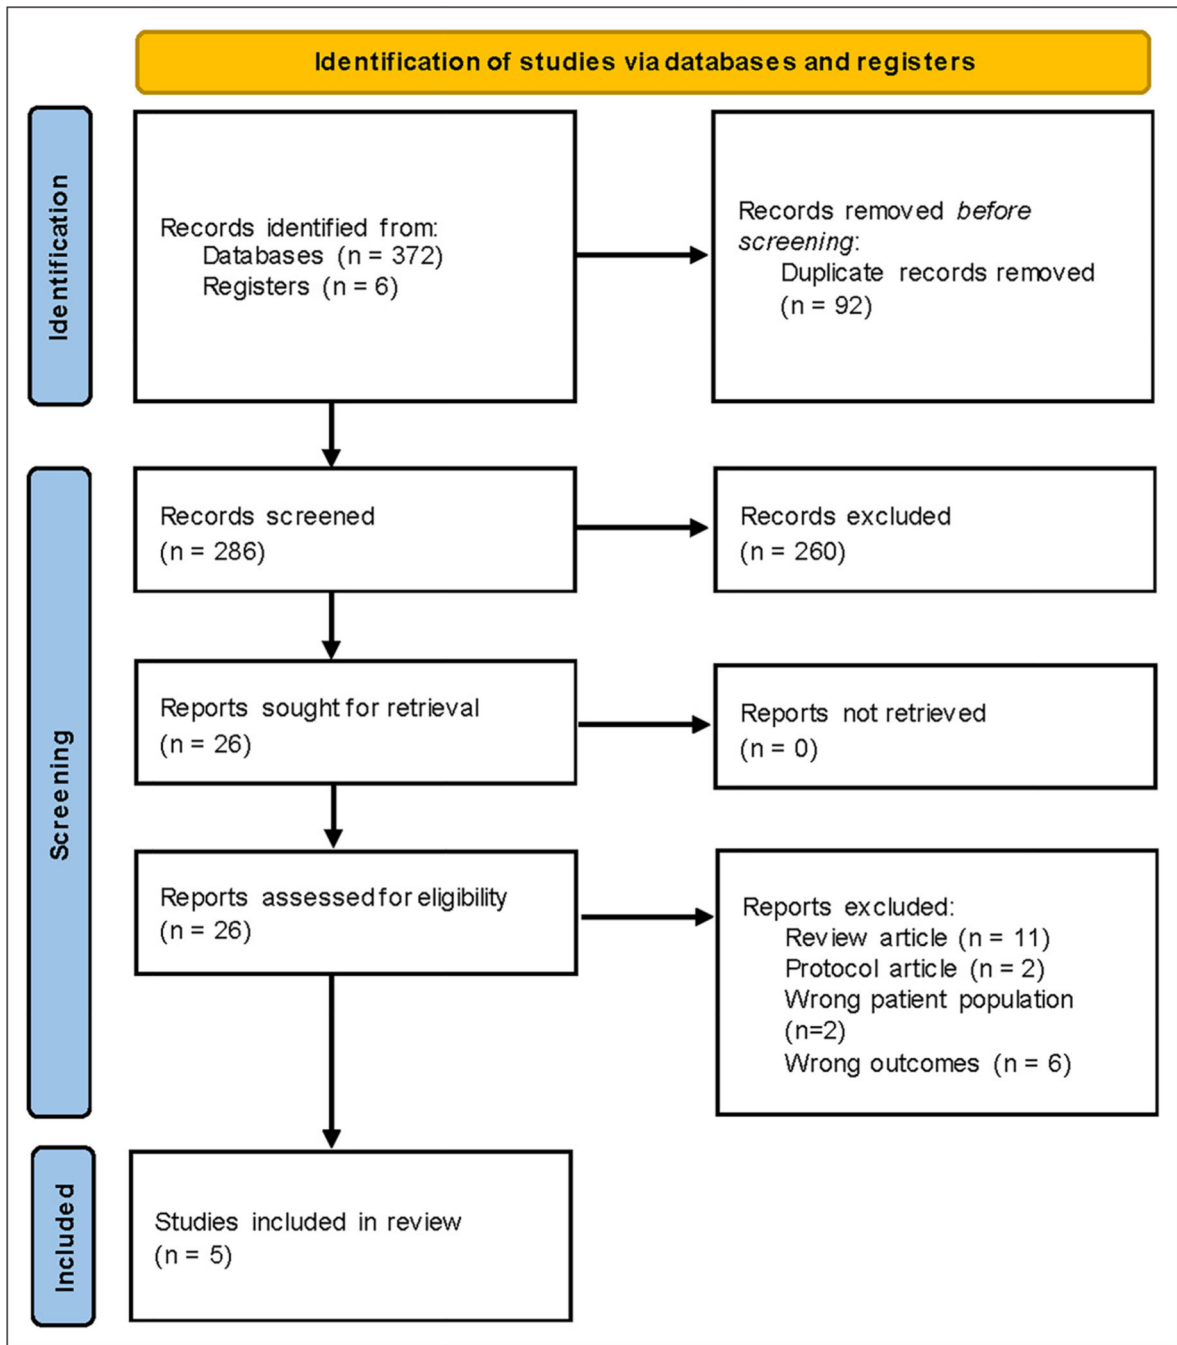 Identification of studies via databases and registers
Identification
Records identified from:
Databases (n = 372)
Registers (n = 6)
Records removed before
screening:
Duplicate records removed
(n = 92)
Screening
Records screened
(n = 286)
Records excluded
(n = 260)
Reports sought for retrieval
(n = 26)
Reports not retrieved
(n = 0)
Reports assessed for eligibility
(n = 26)
Reports excluded:
Review article (n = 11)
Protocol article (n = 2)
Wrong patient population
(n=2)
Wrong outcomes (n = 6)
Included
Studies included in review
(n = 5)